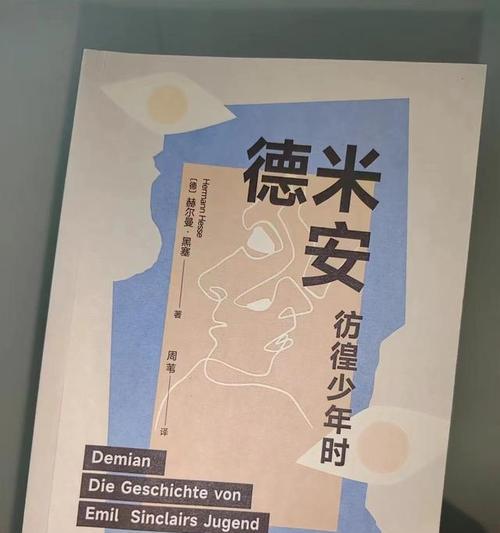 德米安
彷徨少年时
Hermann Hesse
[德] 赫尔曼·黑塞 著
周苇 译
Demian
Die Geschichte von
Emil Sinclairs Jugend